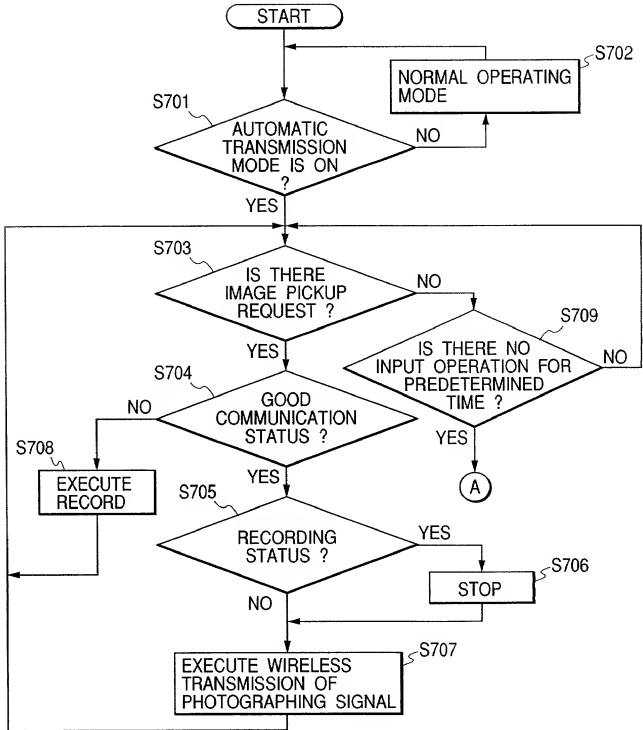 START
S702
NORMAL OPERATING
MODE
S701
AUTOMATIC
TRANSMISSION
MODE IS ON
?
NO
YES
S703
IS THERE
IMAGE PICKUP
REQUEST ?
NO
YES
S709
IS THERE NO
INPUT OPERATION FOR
PREDETERMINED
TIME ?
NO
YES
A
S704
GOOD
COMMUNICATION
STATUS ?
NO
YES
S708
EXECUTE
RECORD
S705
RECORDING
STATUS ?
YES
NO
S706
STOP
S707
EXECUTE WIRELESS
TRANSMISSION OF
PHOTOGRAPHING SIGNAL